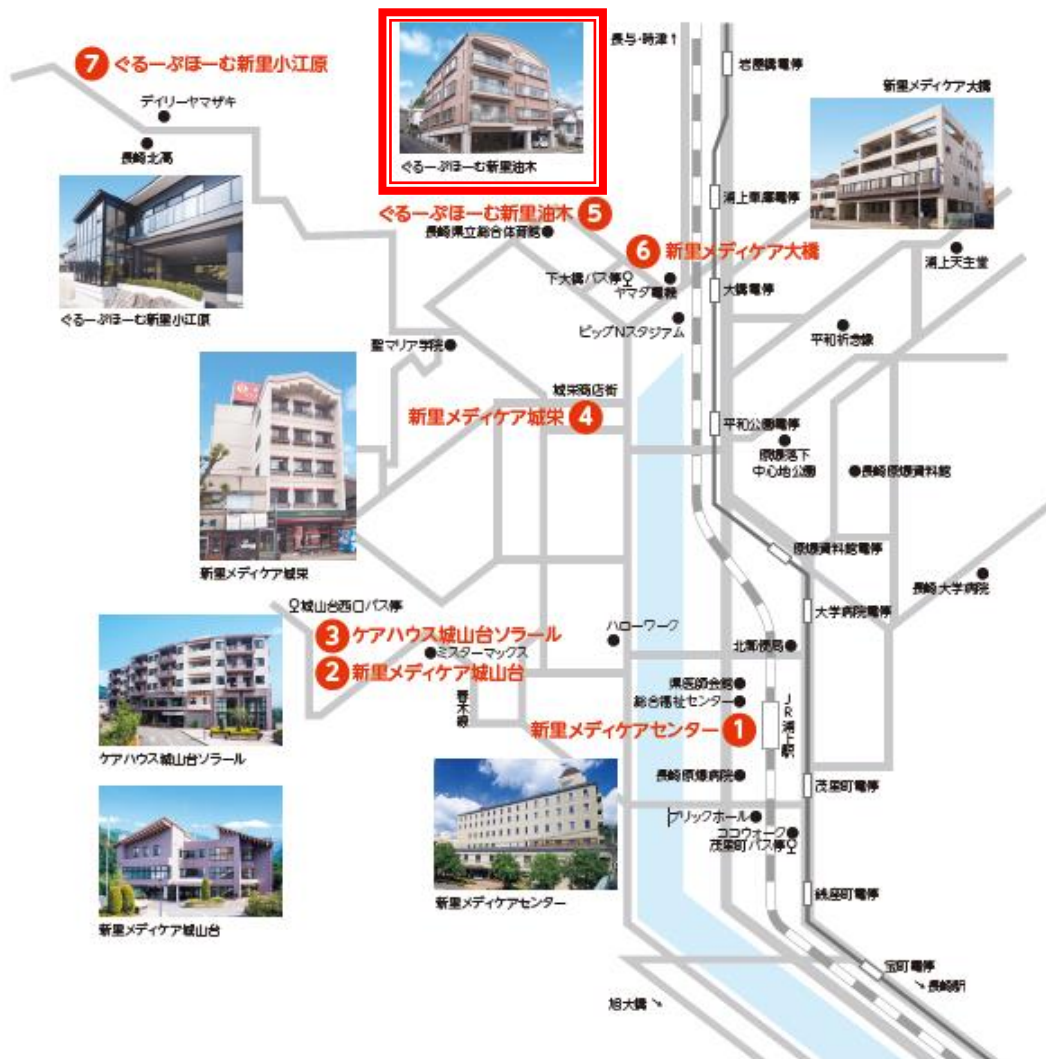 長与・時津↑
岩屋橋電停
7 ぐるーぷほーむ新里小江原
デイリーヤマザキ
長崎北高
ぐるーぷほーむ新里小江原
ぐるーぷほーむ新里油木
ぐるーぷほーむ新里油木 5
長崎県立総合体育館
新里メディケア大橋
浦上車庫電停
6 新里メディケア大橋
下大橋バス停
ヤマダ電機
大橋電停
浦上天主堂
ビッグNスタジアム
平和祈念像
聖マリア学院
城栄商店街
新里メディケア城栄 4
平和公園電停
原爆落下
中心地公園
長崎原爆資料館
新里メディケア城栄
原爆資料館電停
長崎大学病院
大学病院電停
城山台西口バス停
3 ケアハウス城山台ソラール
ミスターマックス
2 新里メディケア城山台
ハローワーク
北郵便局
県医師会館
総合福祉センター
新里メディケアセンター 1
JR浦上駅
ケアハウス城山台ソラール
長崎原爆病院
茂里町電停
ブリックホール
ココウォーク
茂里町バス停
新里メディケア城山台
新里メディケアセンター
銭座町電停
宝町電停
↘長崎駅
旭大橋↘